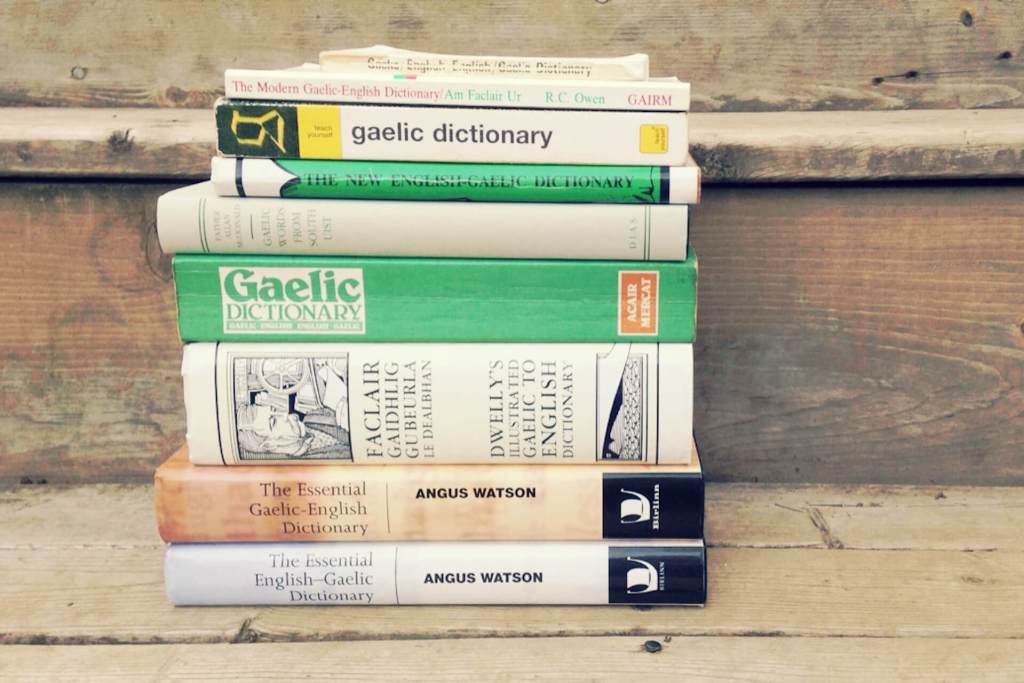 Gaelic/English English/Gaelic Dictionary
The Modern Gaelic-English Dictionary/Am Faclair Ur R.C. Owen GAIRM
teach
yourself
gaelic dictionary
teach
yourself
THE NEW ENGLISH-GAELIC DICTIONARY
FATHER
ALLAN
McDONALD
GAELIC
WORDS
FROM
SOUTH
UIST
DIAS
Gaelic
DICTIONARY
GAELIC-ENGLISH ENGLISH-GAELIC
ACAIR
MERCAT
FACLAIR
GAIDHLIG
GUBEURLA
LE DEALBHAN
DWELLY'S
ILLUSTRATED
GAELIC TO
ENGLISH
DICTIONARY
The Essential
Gaelic-English
Dictionary
ANGUS WATSON
Birlinn
The Essential
English–Gaelic
Dictionary
ANGUS WATSON
BIRLINN